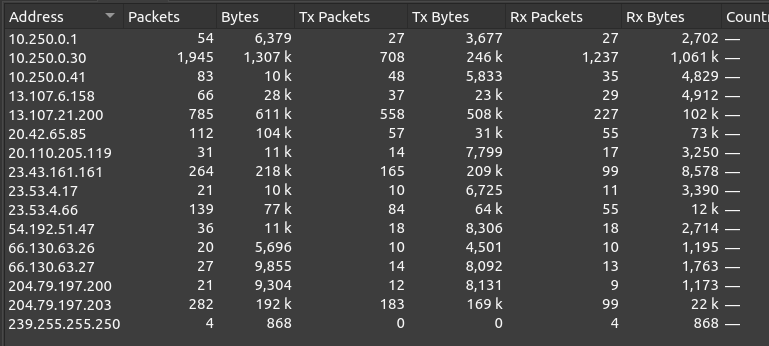 Address Packets Bytes Tx Packets Tx Bytes Rx Packets Rx Bytes Countr
10.250.0.1 54 6,379 27 3,677 27 2,702 —
10.250.0.30 1,945 1,307 k 708 246 k 1,237 1,061 k —
10.250.0.41 83 10 k 48 5,833 35 4,829 —
13.107.6.158 66 28 k 37 23 k 29 4,912 —
13.107.21.200 785 611 k 558 508 k 227 102 k —
20.42.65.85 112 104 k 57 31 k 55 73 k —
20.110.205.119 31 11 k 14 7,799 17 3,250 —
23.43.161.161 264 218 k 165 209 k 99 8,578 —
23.53.4.17 21 10 k 10 6,725 11 3,390 —
23.53.4.66 139 77 k 84 64 k 55 12 k —
54.192.51.47 36 11 k 18 8,306 18 2,714 —
66.130.63.26 20 5,696 10 4,501 10 1,195 —
66.130.63.27 27 9,855 14 8,092 13 1,763 —
204.79.197.200 21 9,304 12 8,131 9 1,173 —
204.79.197.203 282 192 k 183 169 k 99 22 k —
239.255.255.250 4 868 0 0 4 868 —